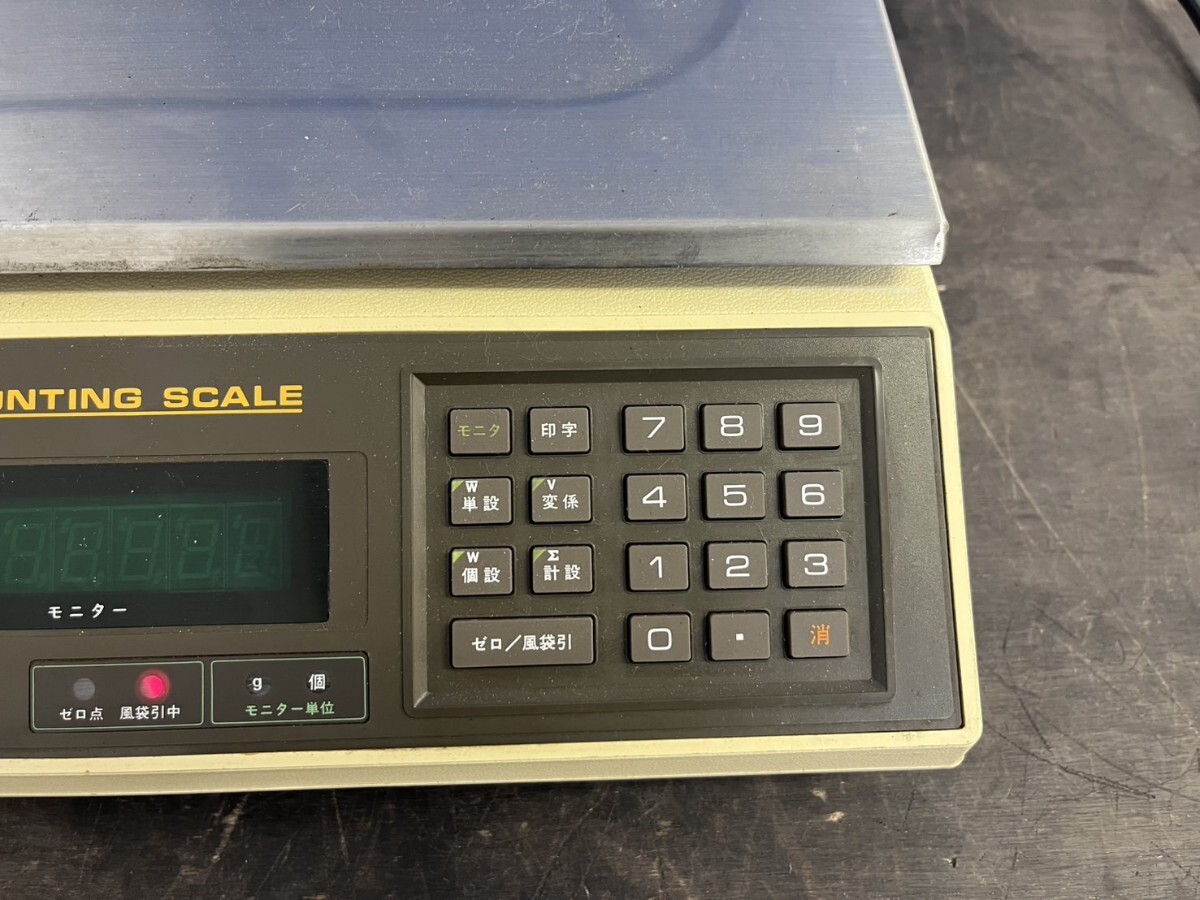 UNTING SCALE
モニター
ゼロ点 風袋引中
g 個
モニター単位
モニタ 印字 7 8 9
W 単設 V 変係 4 5 6
W 個設 Σ 計設 1 2 3
ゼロ/風袋引 0 . 消